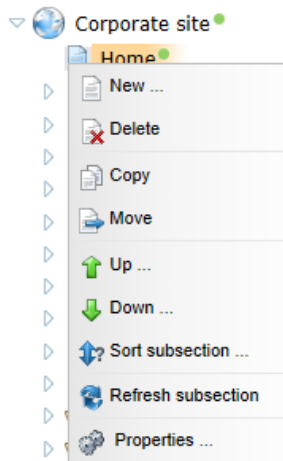 Corporate site
Home
New ...
Delete
Copy
Move
Up ...
Down ...
Sort subsection ...
Refresh subsection
Properties ...